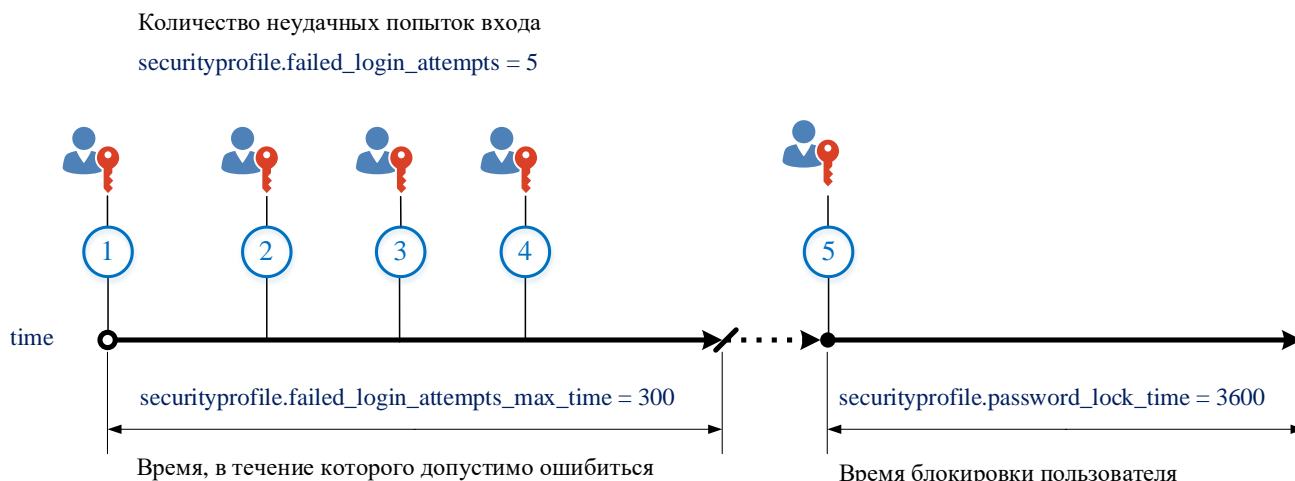 Количество неудачных попыток входа
securityprofile.failed_login_attempts = 5
1 2 3 4 5
time
securityprofile.failed_login_attempts_max_time = 300 securityprofile.password_lock_time = 3600
Время, в течение которого допустимо ошибиться Время блокировки пользователя